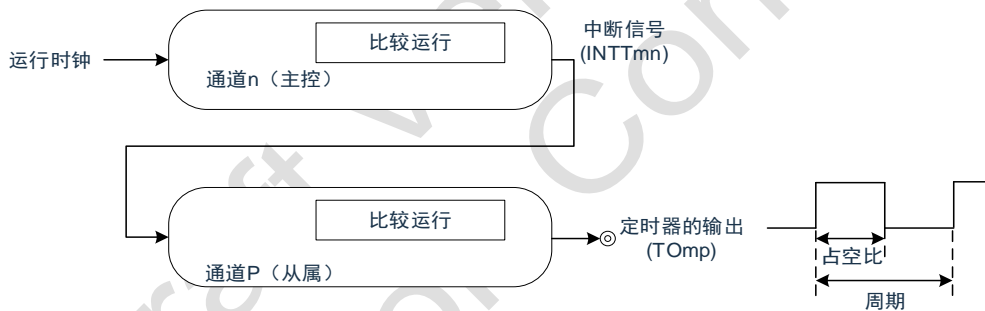 运行时钟
比较运行
通道n（主控）
中断信号
(INTTmn)
比较运行
通道P（从属）
定时器的输出
(TOmp)
占空比
周期